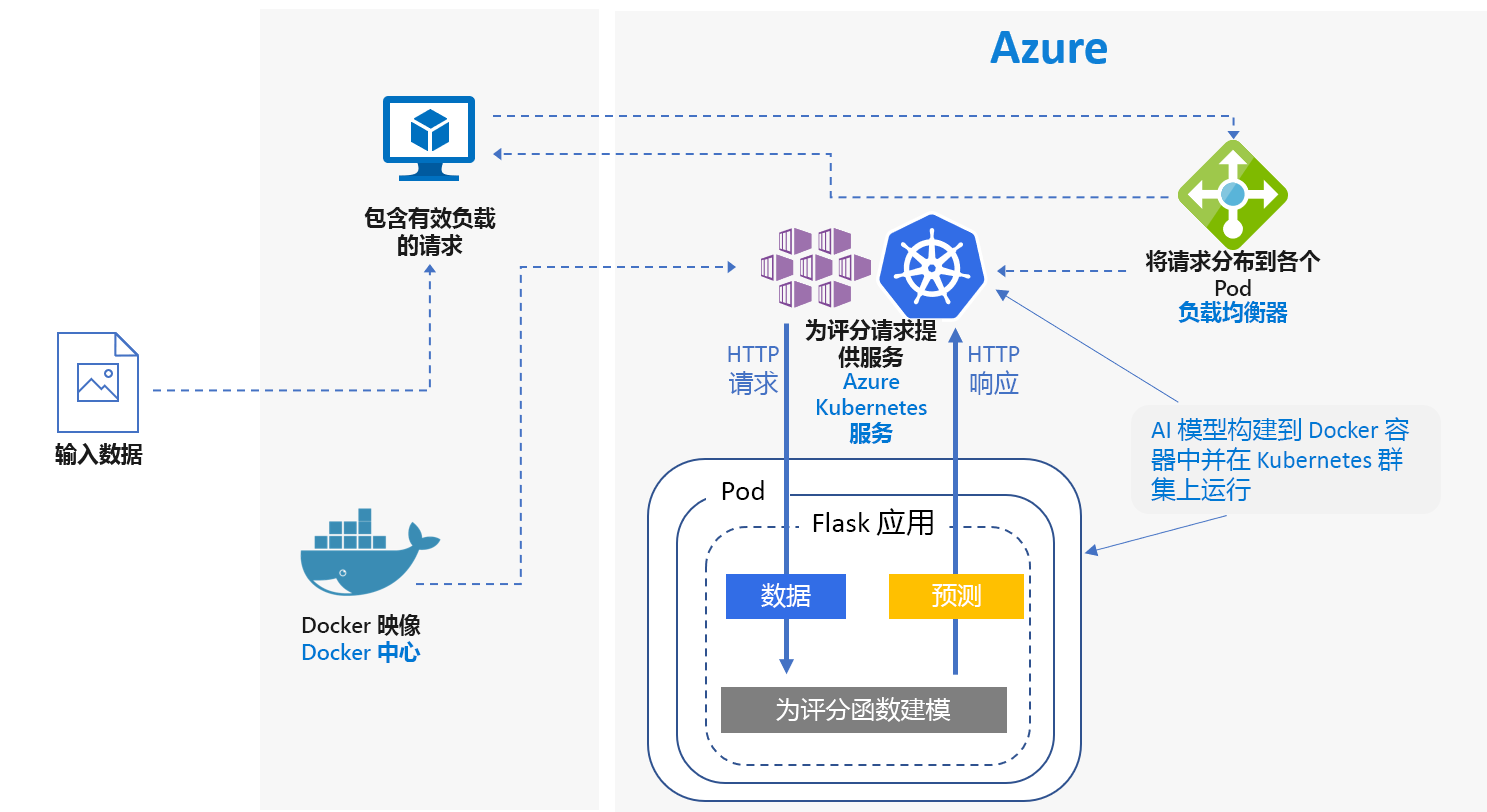 Azure
包含有效负载
的请求
将请求分布到各个
Pod
负载均衡器
为评分请求提
供服务
Azure
Kubernetes
服务
HTTP
请求
HTTP
响应
输入数据
AI 模型构建到 Docker 容
器中并在 Kubernetes 群
集上运行
Pod
Flask 应用
数据
预测
为评分函数建模
Docker 映像
Docker 中心